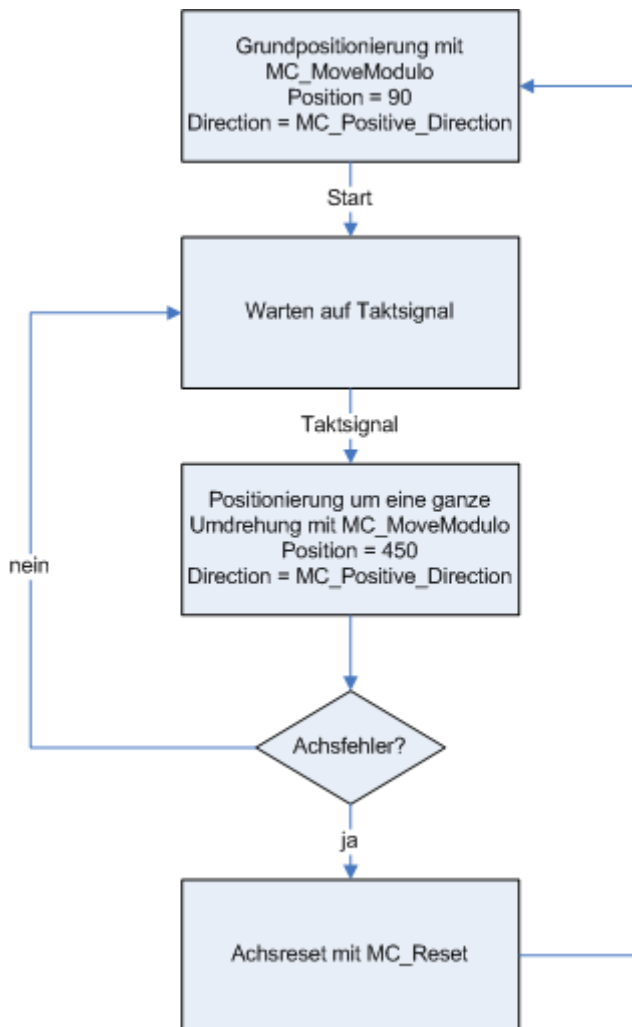 Grundpositionierung mit
MC_MoveModulo
Position = 90
Direction = MC_Positive_Direction
Start
Warten auf Taktsignal
Taktsignal
Positionierung um eine ganze
Umdrehung mit MC_MoveModulo
Position = 450
Direction = MC_Positive_Direction
nein
Achsfehler?
ja
Achsreset mit MC_Reset